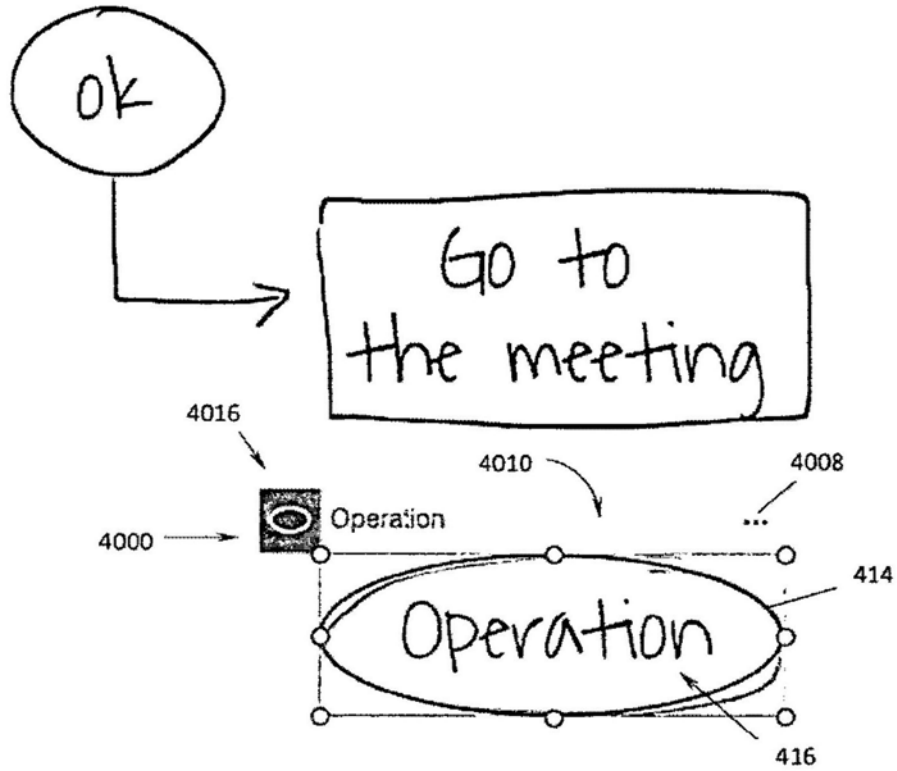 ok
Go to
the meeting
4016
4010
4008
Operation
...
4000
414
Operation
416